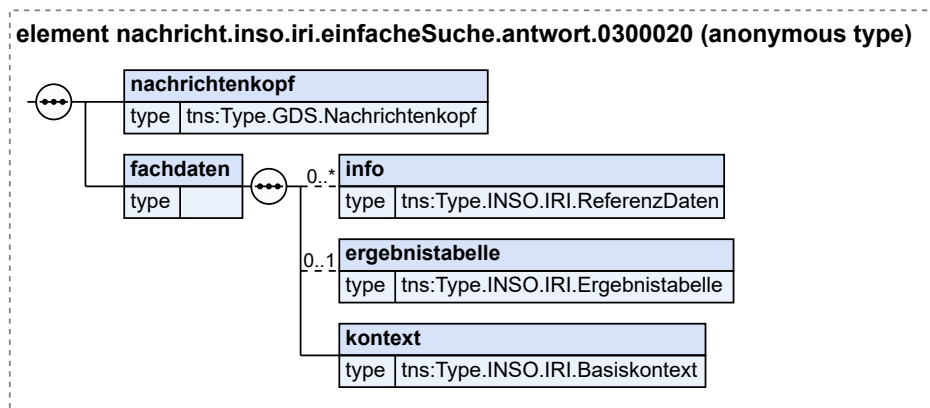 element nachricht.inso.iri.einfacheSuche.antwort.0300020 (anonymous type)
nachrichtenkopf
type tns:Type.GDS.Nachrichtenkopf
fachdaten
type
0..* info
type tns:Type.INSO.IRI.ReferenzDaten
0..1 ergebnistabelle
type tns:Type.INSO.IRI.Ergebnistabelle
kontext
type tns:Type.INSO.IRI.Basiskontext